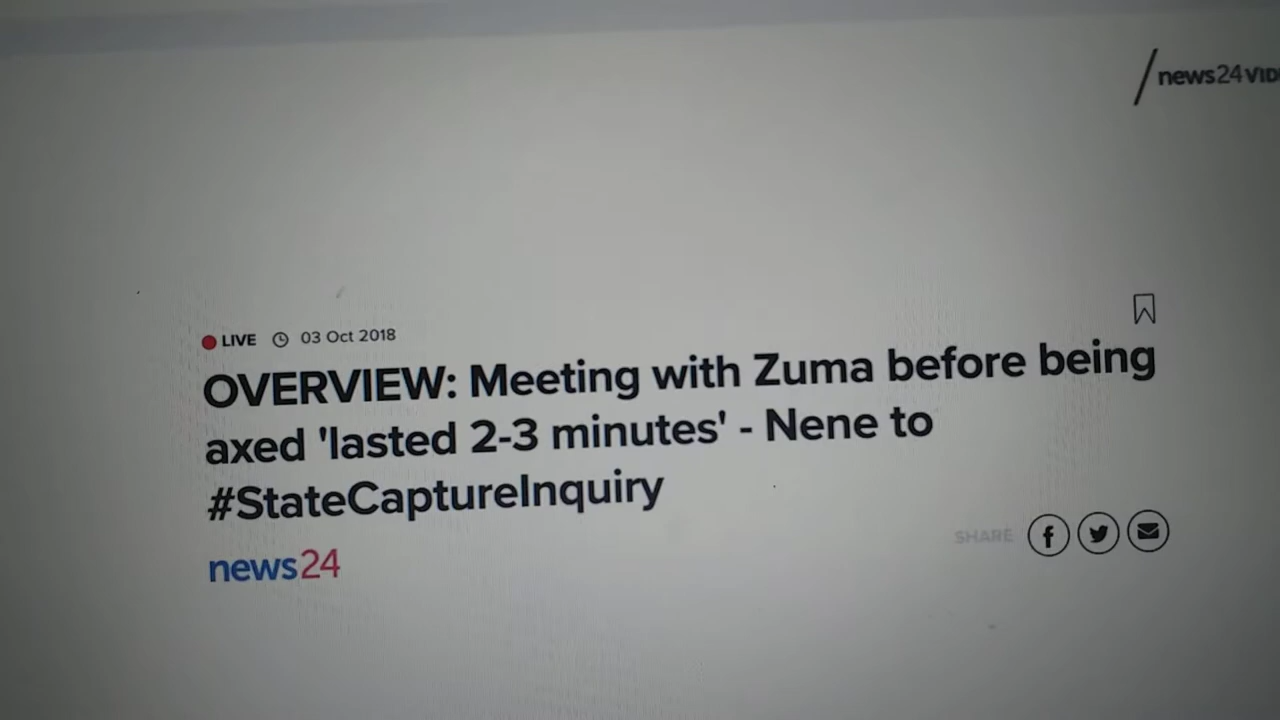 news24 VID
LIVE 03 Oct 2018
OVERVIEW: Meeting with Zuma before being
axed 'lasted 2-3 minutes' - Nene to
#StateCaptureInquiry
SHARE
news24